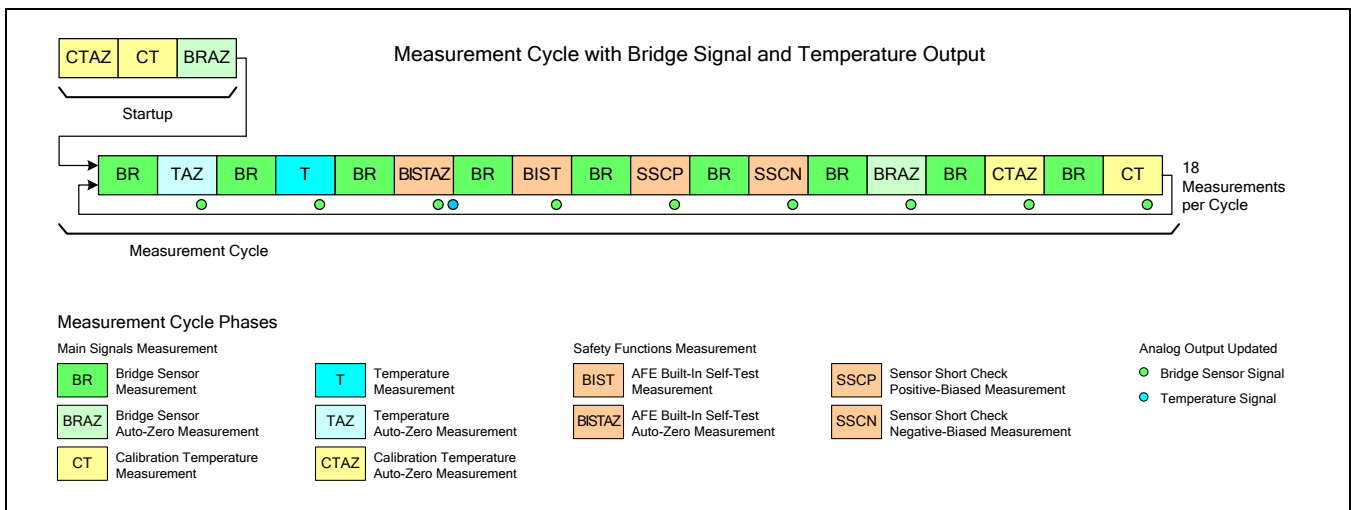 CTAZ CT BRAZ
Measurement Cycle with Bridge Signal and Temperature Output
Startup
BR TAZ BR T BR BISTAZ BR BIST BR SSCP BR SSCN BR BRAZ BR CTAZ BR CT
18
Measurements
per Cycle
Measurement Cycle
Measurement Cycle Phases
Main Signals Measurement
BR
Bridge Sensor
Measurement
BRAZ
Bridge Sensor
Auto-Zero Measurement
CT
Calibration Temperature
Measurement
T
Temperature
Measurement
TAZ
Temperature
Auto-Zero Measurement
CTAZ
Calibration Temperature
Auto-Zero Measurement
Safety Functions Measurement
BIST
AFE Built-In Self-Test
Measurement
BISTAZ
AFE Built-In Self-Test
Auto-Zero Measurement
SSCP
Sensor Short Check
Positive-Biased Measurement
SSCN
Sensor Short Check
Negative-Biased Measurement
Analog Output Updated
Bridge Sensor Signal
Temperature Signal